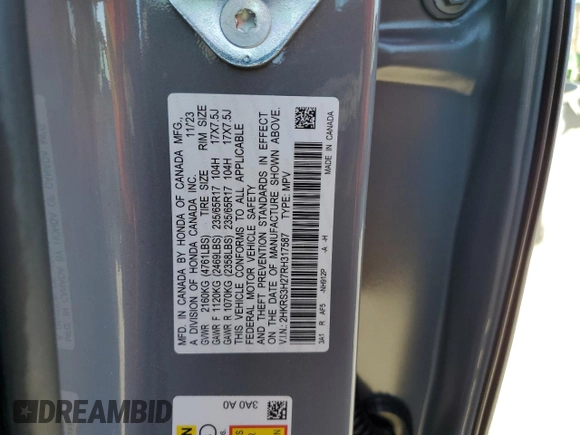 MFD. IN CANADA BY HONDA OF CANADA MFG.,
A DIVISION OF HONDA CANADA INC. 11/23
GVWR 2160KG (4761LBS) TIRE SIZE RIM SIZE
GAWR F 1120KG (2469LBS) 235/65R17 104H 17X7.5J
GAWR R 1070KG (2358LBS) 235/65R17 104H 17X7.5J
THIS VEHICLE CONFORMS TO ALL APPLICABLE
FEDERAL MOTOR VEHICLE SAFETY
AND THEFT PREVENTION STANDARDS IN EFFECT
ON THE DATE OF MANUFACTURE SHOWN ABOVE.
V.I.N.: 2HKRS3H27RH317587 TYPE: MPV
3A1 R AF5 -NH912P -A -H
MADE IN CANADA
3A0 A0
DREAMBID